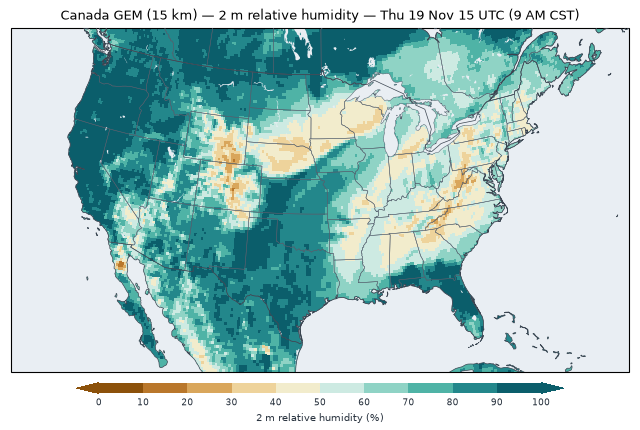 Canada GEM (15 km) — 2 m relative humidity — Thu 19 Nov 15 UTC (9 AM CST)
0 10 20 30 40 50 60 70 80 90 100
2 m relative humidity (%)